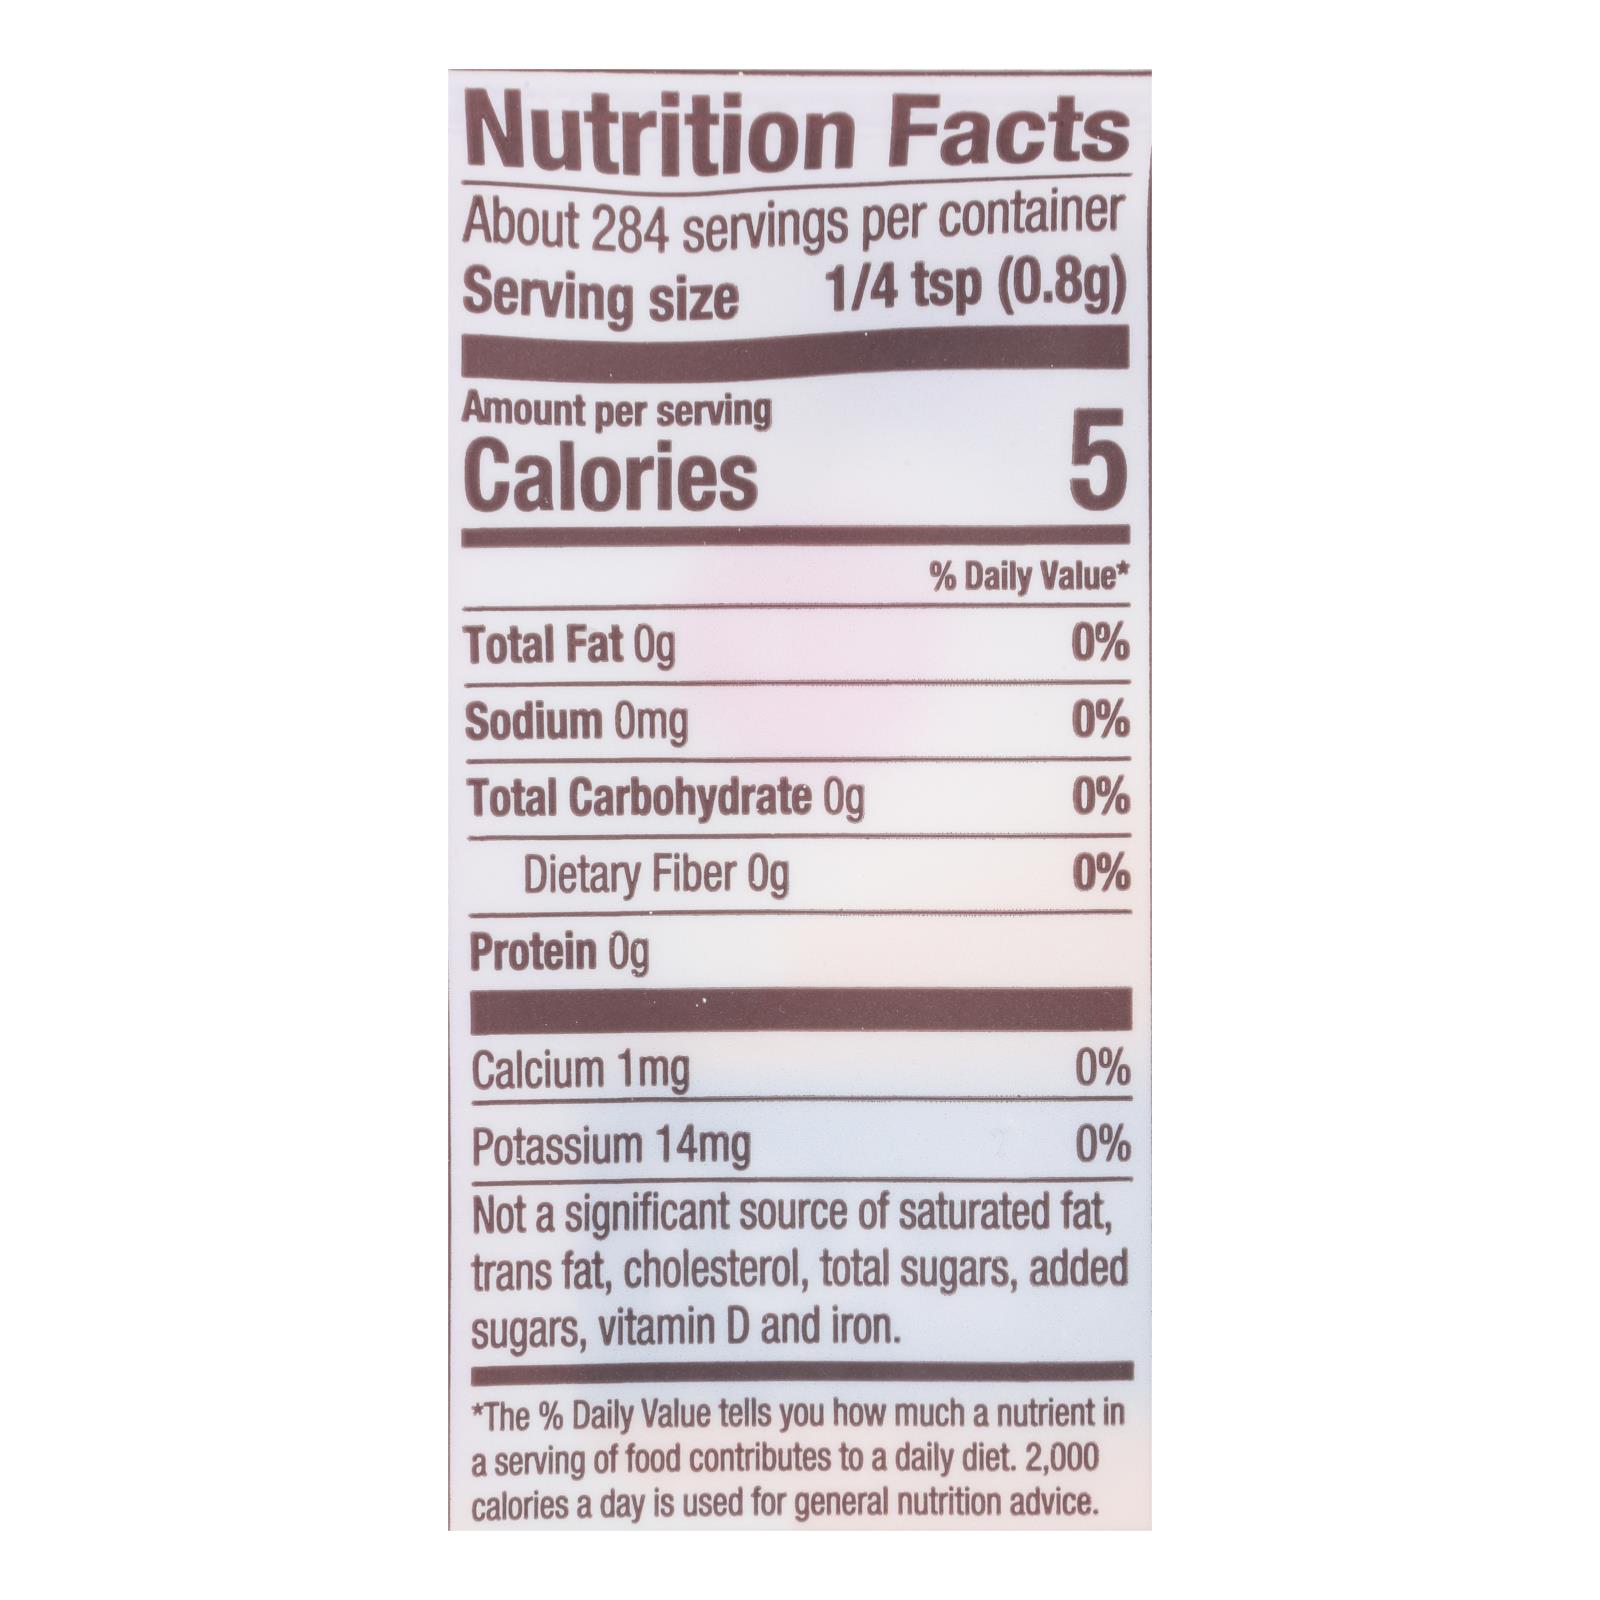 Nutrition Facts
About 284 servings per container
Serving size 1/4 tsp (0.8g)
Amount per serving
Calories 5
% Daily Value*
Total Fat 0g 0%
Sodium 0mg 0%
Total Carbohydrate 0g 0%
Dietary Fiber 0g 0%
Protein 0g
Calcium 1mg 0%
Potassium 14mg 0%
Not a significant source of saturated fat,
trans fat, cholesterol, total sugars, added
sugars, vitamin D and iron.
*The % Daily Value tells you how much a nutrient in
a serving of food contributes to a daily diet. 2,000
calories a day is used for general nutrition advice.